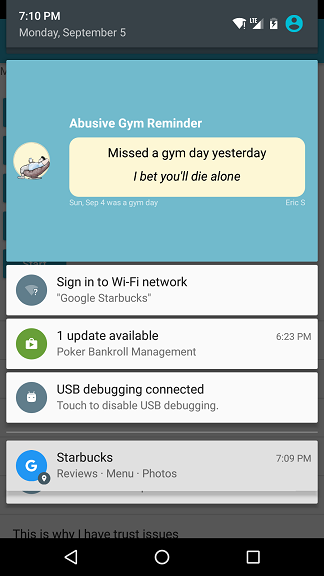 7:10 PM
LTE
Monday, September 5
Abusive Gym Reminder
Missed a gym day yesterday
I bet you'll die alone
Sun, Sep 4 was a gym day
Eric S
Sign in to Wi-Fi network
"Google Starbucks"
1 update available
6:23 PM
Poker Bankroll Management
USB debugging connected
Touch to disable USB debugging.
Starbucks
7:09 PM
Reviews · Menu · Photos
This is why I have trust issues